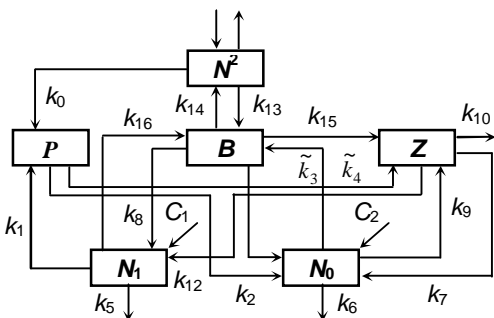 N²
k₀ k₁₄ k₁₃
k₁₆ k₁₅ k₁₀
P B Z
k̃₃ k̃₄
k₁ k₈ C₁ C₂ k₉
N₁ N₀
k₅ k₁₂ k₂ k₆ k₇